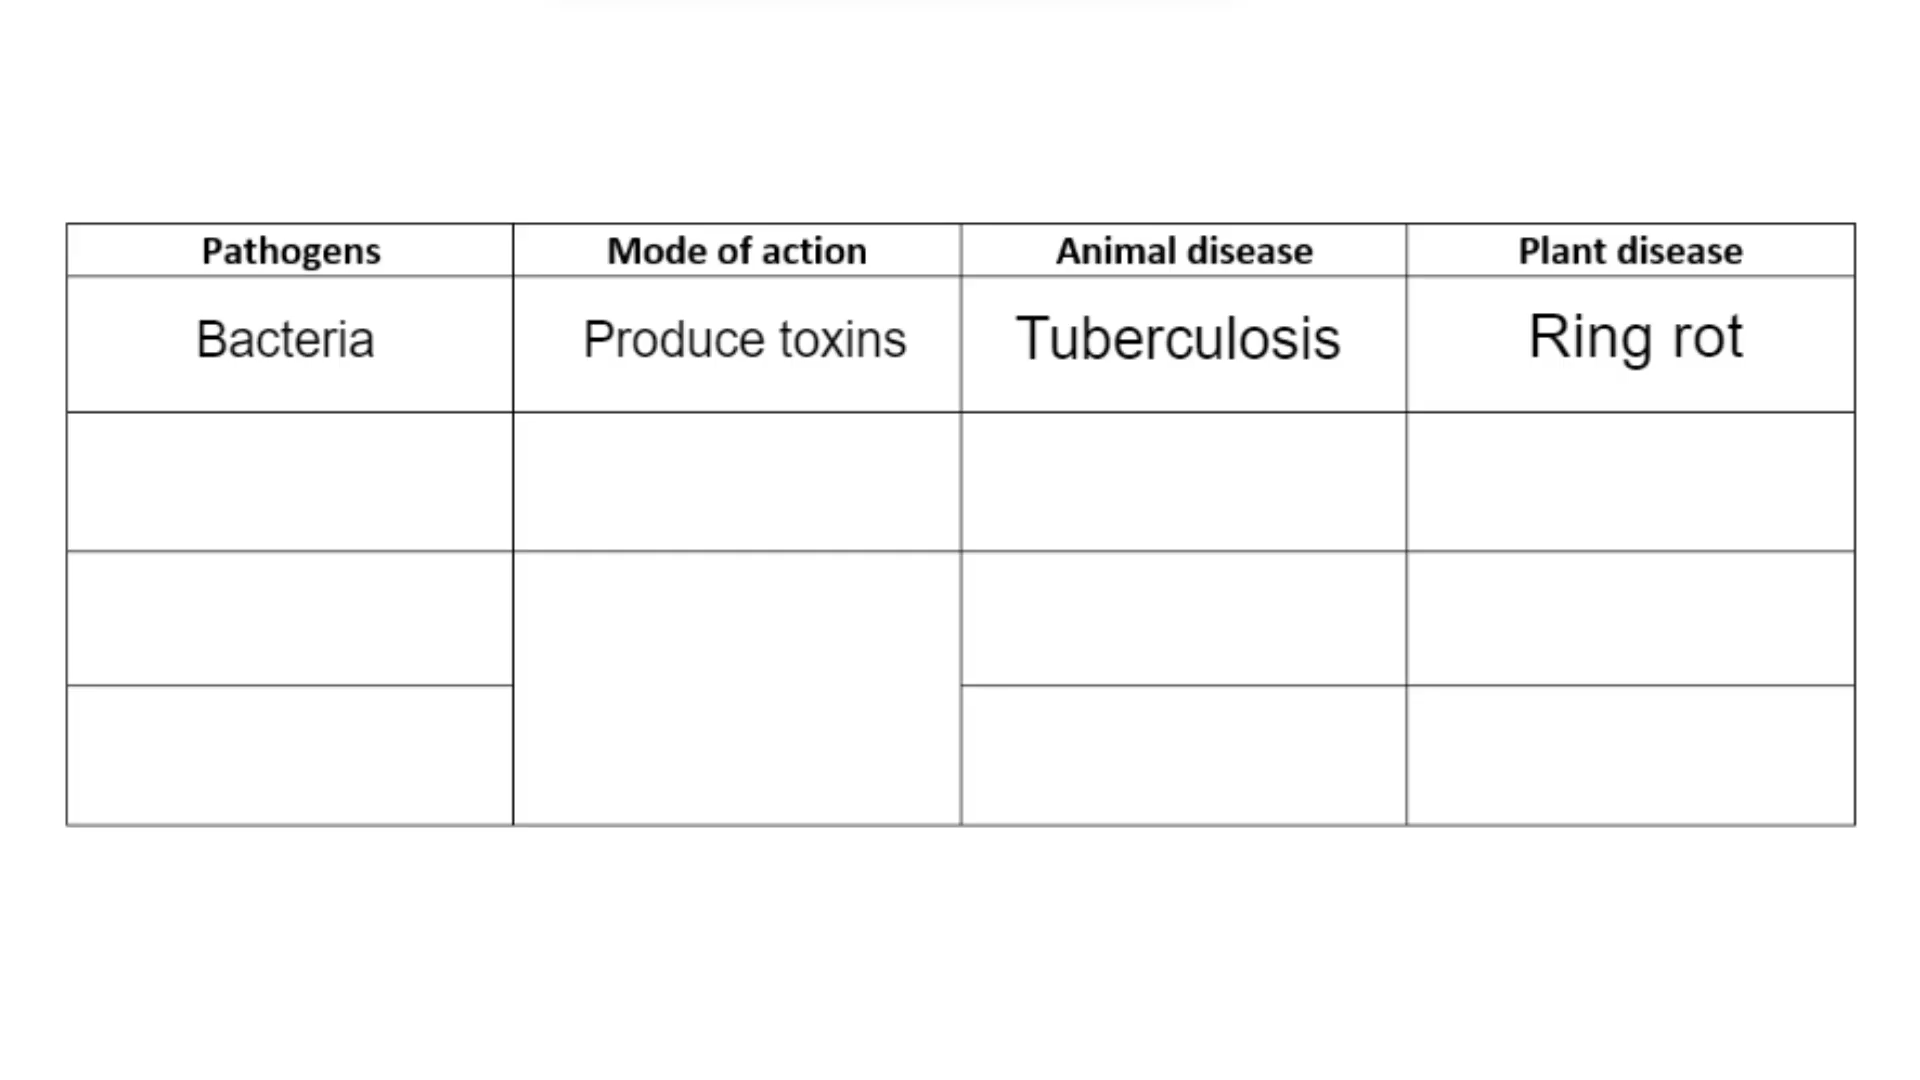 Pathogens Mode of action Animal disease Plant disease
Bacteria Produce toxins Tuberculosis Ring rot